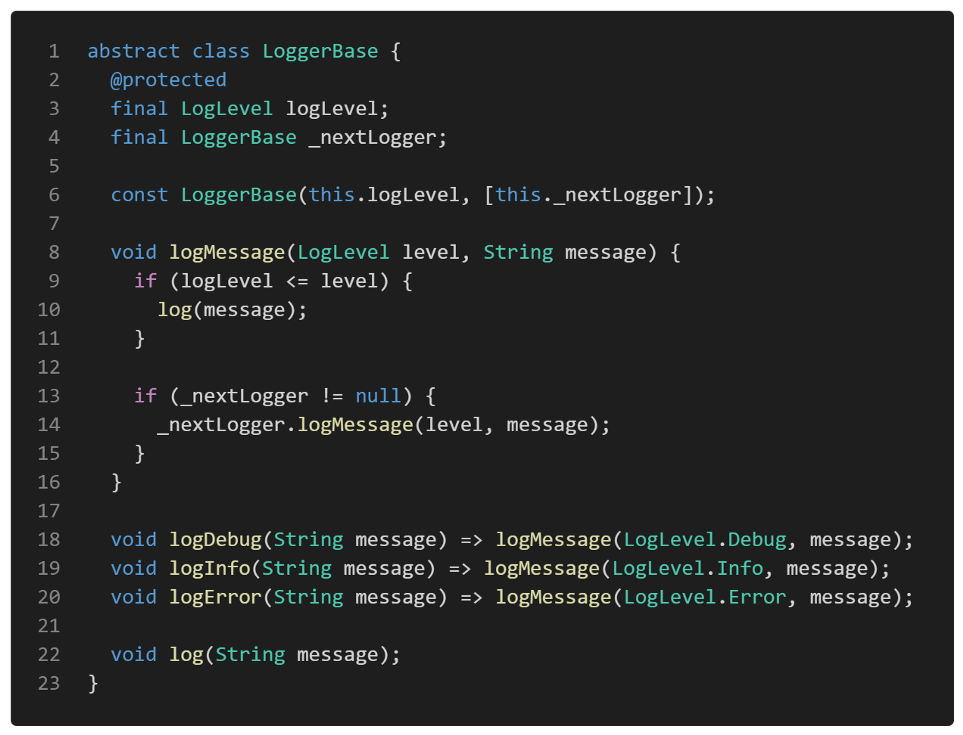 1 abstract class LoggerBase {
2   @protected
3   final LogLevel logLevel;
4   final LoggerBase _nextLogger;
5
6   const LoggerBase(this.logLevel, [this._nextLogger]);
7
8   void logMessage(LogLevel level, String message) {
9     if (logLevel <= level) {
10       log(message);
11     }
12
13     if (_nextLogger != null) {
14       _nextLogger.logMessage(level, message);
15     }
16   }
17
18   void logDebug(String message) => logMessage(LogLevel.Debug, message);
19   void logInfo(String message) => logMessage(LogLevel.Info, message);
20   void logError(String message) => logMessage(LogLevel.Error, message);
21
22   void log(String message);
23 }